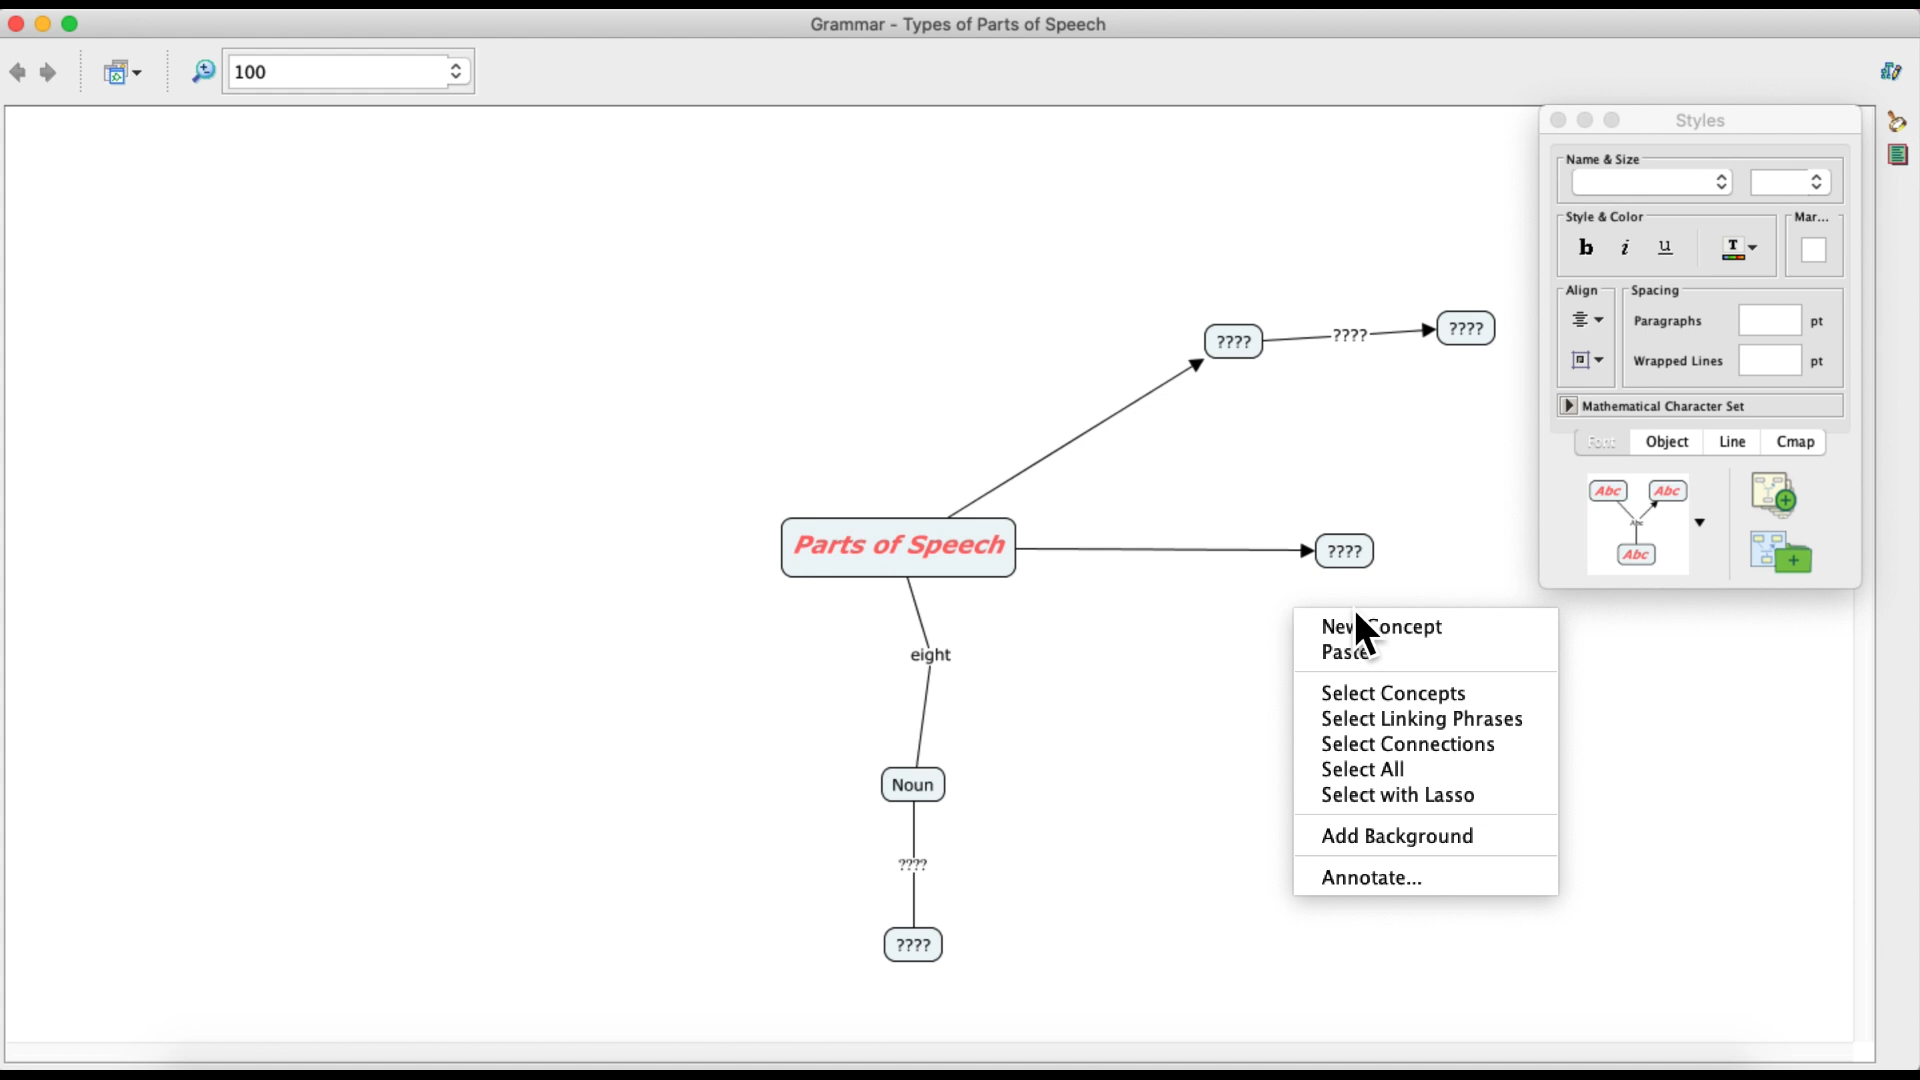 Grammar - Types of Parts of Speech
100
Styles
Name & Size
Style & Color
Mar...
b i u T
Align
Spacing
Paragraphs pt
Wrapped Lines pt
Mathematical Character Set
Font Object Line Cmap
Abc Abc
Abc
Abc
???? ???? ????
Parts of Speech
????
eight
Noun
????
????
New Concept
Paste
Select Concepts
Select Linking Phrases
Select Connections
Select All
Select with Lasso
Add Background
Annotate...